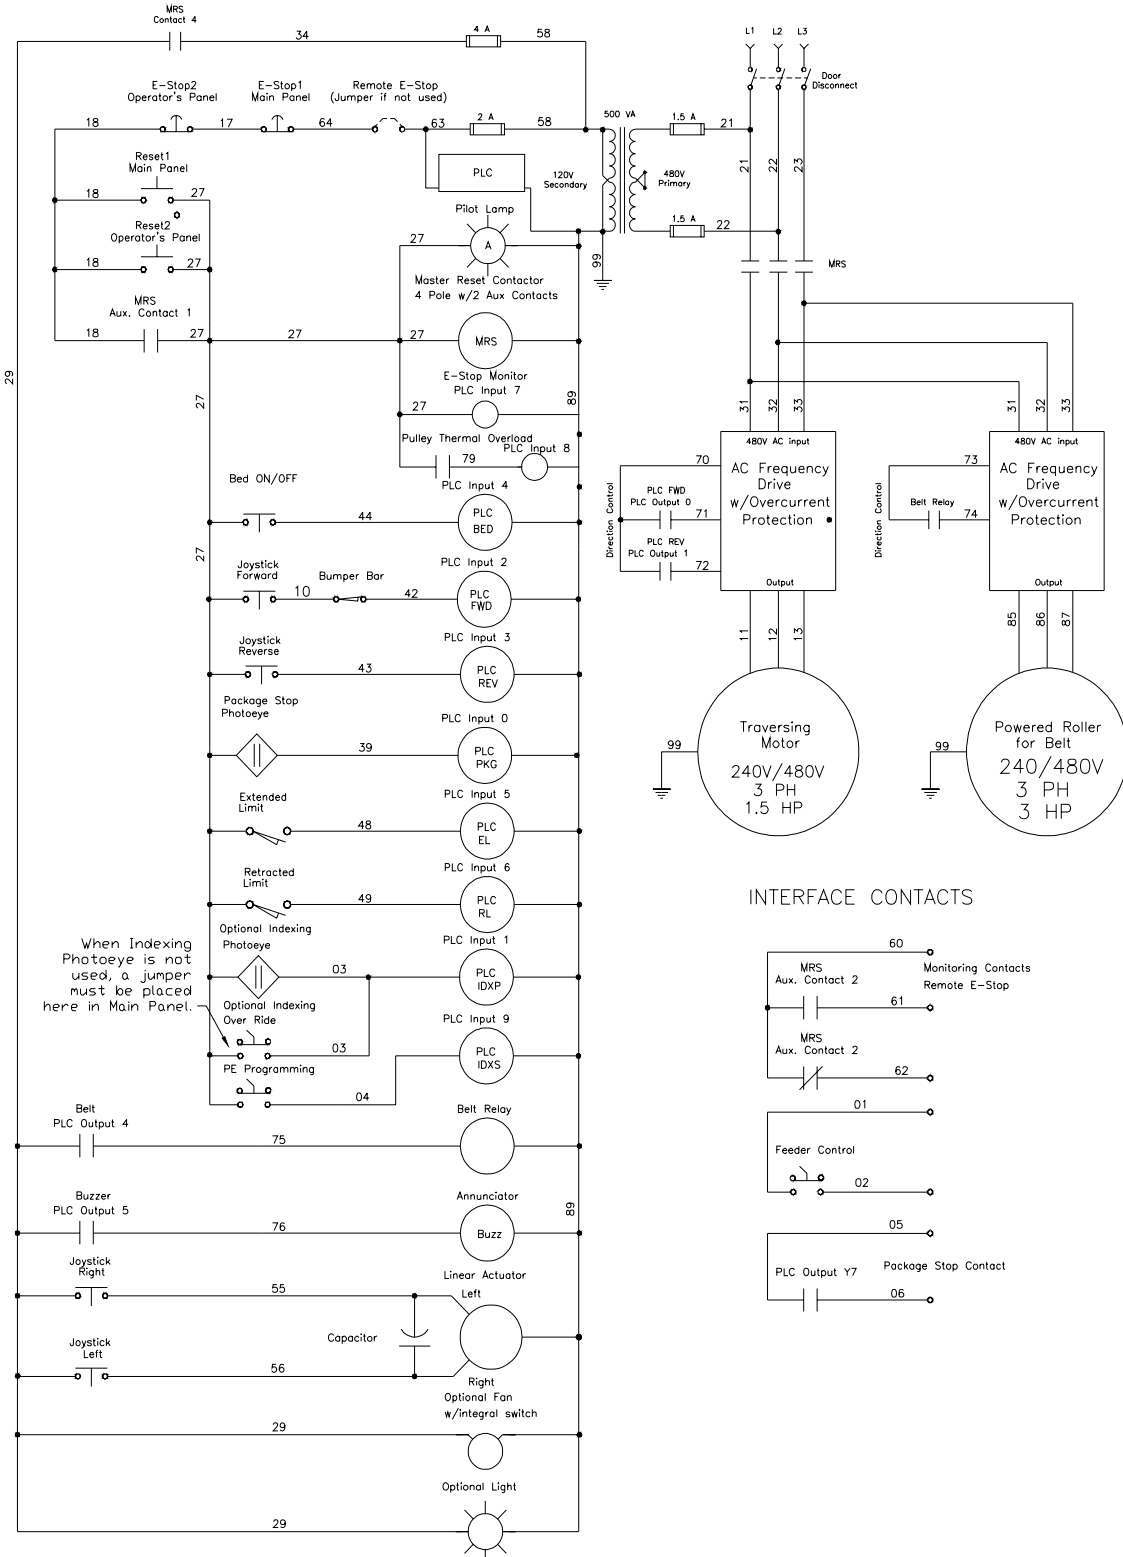 MRS
Contact 4
34
4 A
58
L1
L2
L3
Door
Disconnect
E-Stop2
Operator's Panel
E-Stop1
Main Panel
Remote E-Stop
(Jumper if not used)
18
17
64
63
2 A
58
500 VA
1.5 A
21
21
22
23
Reset1
Main Panel
PLC
120V
Secondary
480V
Primary
18
27
Pilot Lamp
1.5 A
22
Reset2
Operator's Panel
27
A
18
27
99
MRS
Master Reset Contactor
4 Pole w/2 Aux Contacts
MRS
Aux. Contact 1
18
27
27
27
MRS
29
E-Stop Monitor
PLC Input 7
27
27
89
31
32
33
31
32
33
Pulley Thermal Overload
PLC Input 8
79
480V AC input
AC Frequency
Drive
w/Overcurrent
Protection
Output
480V AC input
AC Frequency
Drive
w/Overcurrent
Protection
Output
Direction Control
70
PLC FWD
PLC Output 0
71
PLC REV
PLC Output 1
72
Direction Control
73
Belt Relay
74
Bed ON/OFF
PLC Input 4
44
PLC
BED
27
Joystick
Forward
10
Bumper Bar
42
PLC Input 2
PLC
FWD
11
12
13
85
86
87
Joystick
Reverse
43
PLC Input 3
PLC
REV
Package Stop
Photoeye
39
PLC Input 0
PLC
PKG
99
Traversing
Motor
240V/480V
3 PH
1.5 HP
99
Powered Roller
for Belt
240/480V
3 PH
3 HP
Extended
Limit
48
PLC Input 5
PLC
EL
Retracted
Limit
49
PLC Input 6
PLC
RL
INTERFACE CONTACTS
When Indexing
Photoeye is not
used, a jumper
must be placed
here in Main Panel.
Optional Indexing
Photoeye
03
PLC Input 1
PLC
IDXP
Optional Indexing
Over Ride
03
PLC Input 9
PLC
IDXS
PE Programming
04
60
MRS
Aux. Contact 2
Monitoring Contacts
Remote E-Stop
61
MRS
Aux. Contact 2
62
01
Feeder Control
02
05
PLC Output Y7
Package Stop Contact
06
Belt
PLC Output 4
75
Belt Relay
Buzzer
PLC Output 5
76
Annunciator
Buzz
89
Joystick
Right
55
Linear Actuator
Left
Capacitor
Joystick
Left
56
Right
Optional Fan
w/integral switch
29
Optional Light
29